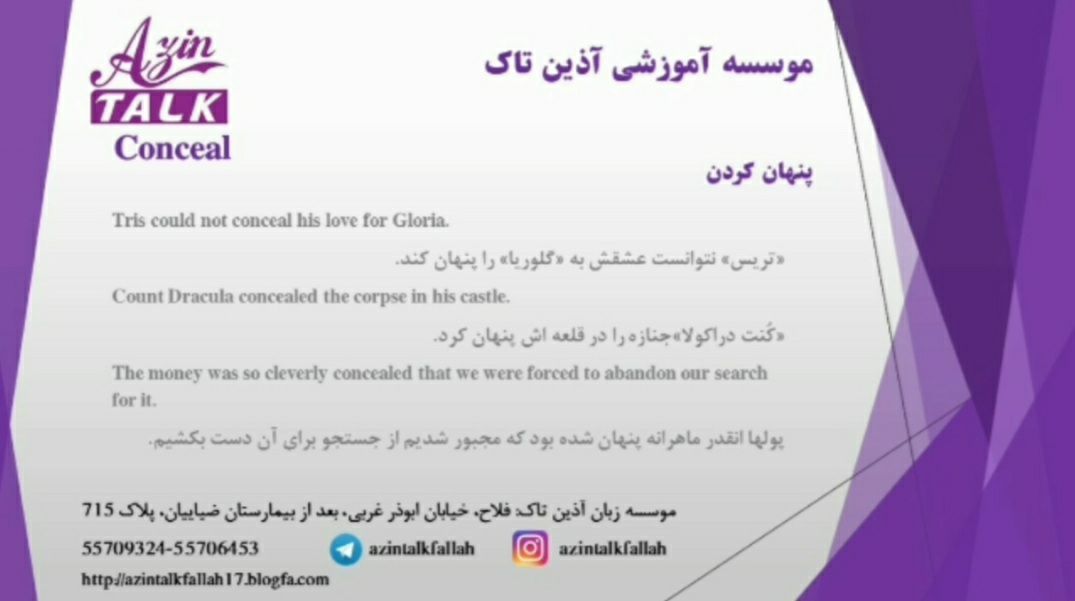 Azin
TALK
موسسه آموزشی آذین تاک
Conceal
پنهان کردن
Tris could not conceal his love for Gloria.
«تریس» نتوانست عشقش به «گلوریا» را پنهان کند.
Count Dracula concealed the corpse in his castle.
«کُنت دراکولا»جنازه را در قلعه اش پنهان کرد.
The money was so cleverly concealed that we were forced to abandon our search
for it.
پولها انقدر ماهرانه پنهان شده بود که مجبور شدیم از جستجو برای آن دست بکشیم.
موسسه زبان آذین تاک: فلاح، خیابان ابوذر غربی، بعد از بیمارستان ضیاییان، پلاک 715
55709324-55706453 azintalkfallah azintalkfallah
http://azintalkfallah17.blogfa.com